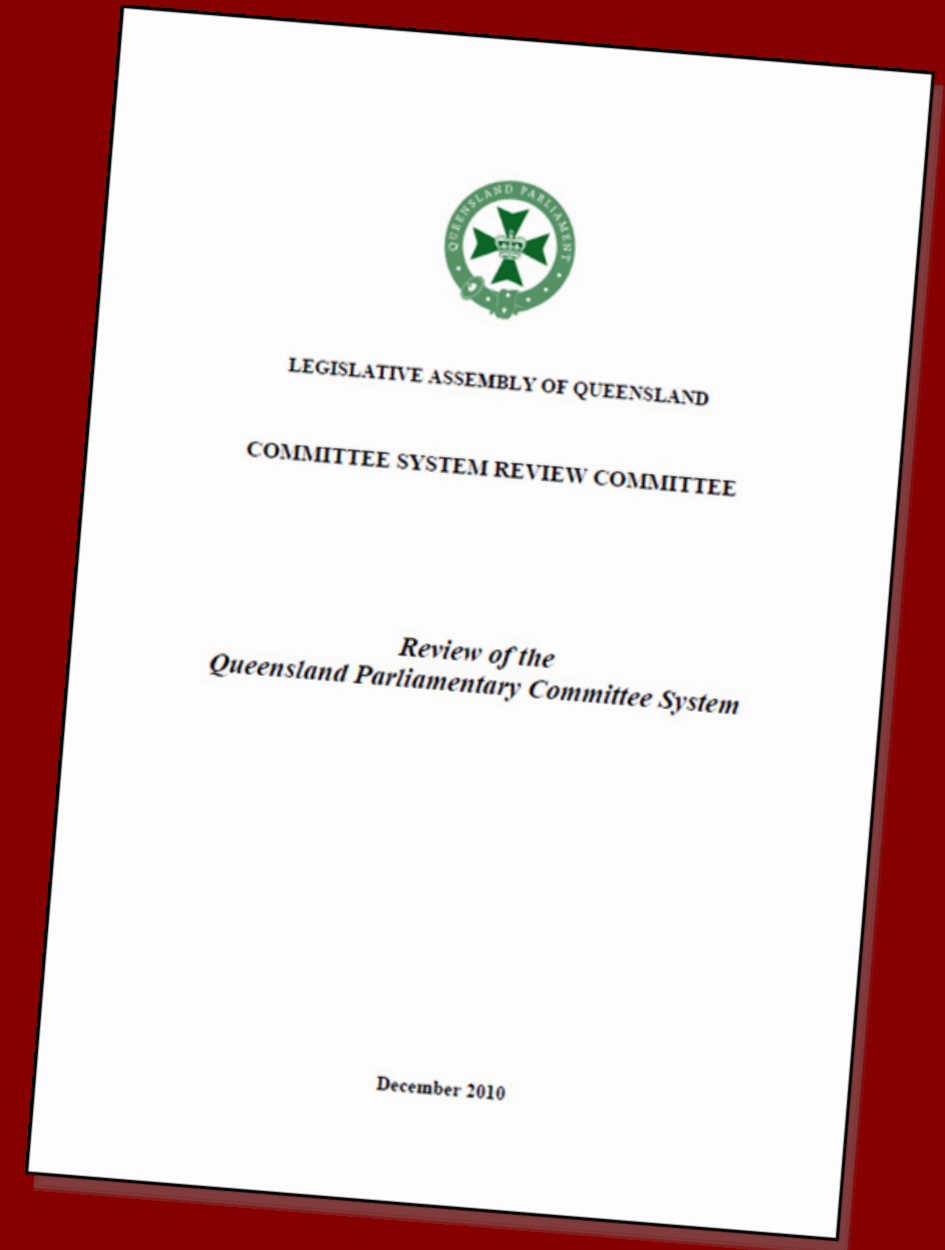 QUEENSLAND PARLIAMENT
LEGISLATIVE ASSEMBLY OF QUEENSLAND
COMMITTEE SYSTEM REVIEW COMMITTEE
Review of the
Queensland Parliamentary Committee System
December 2010